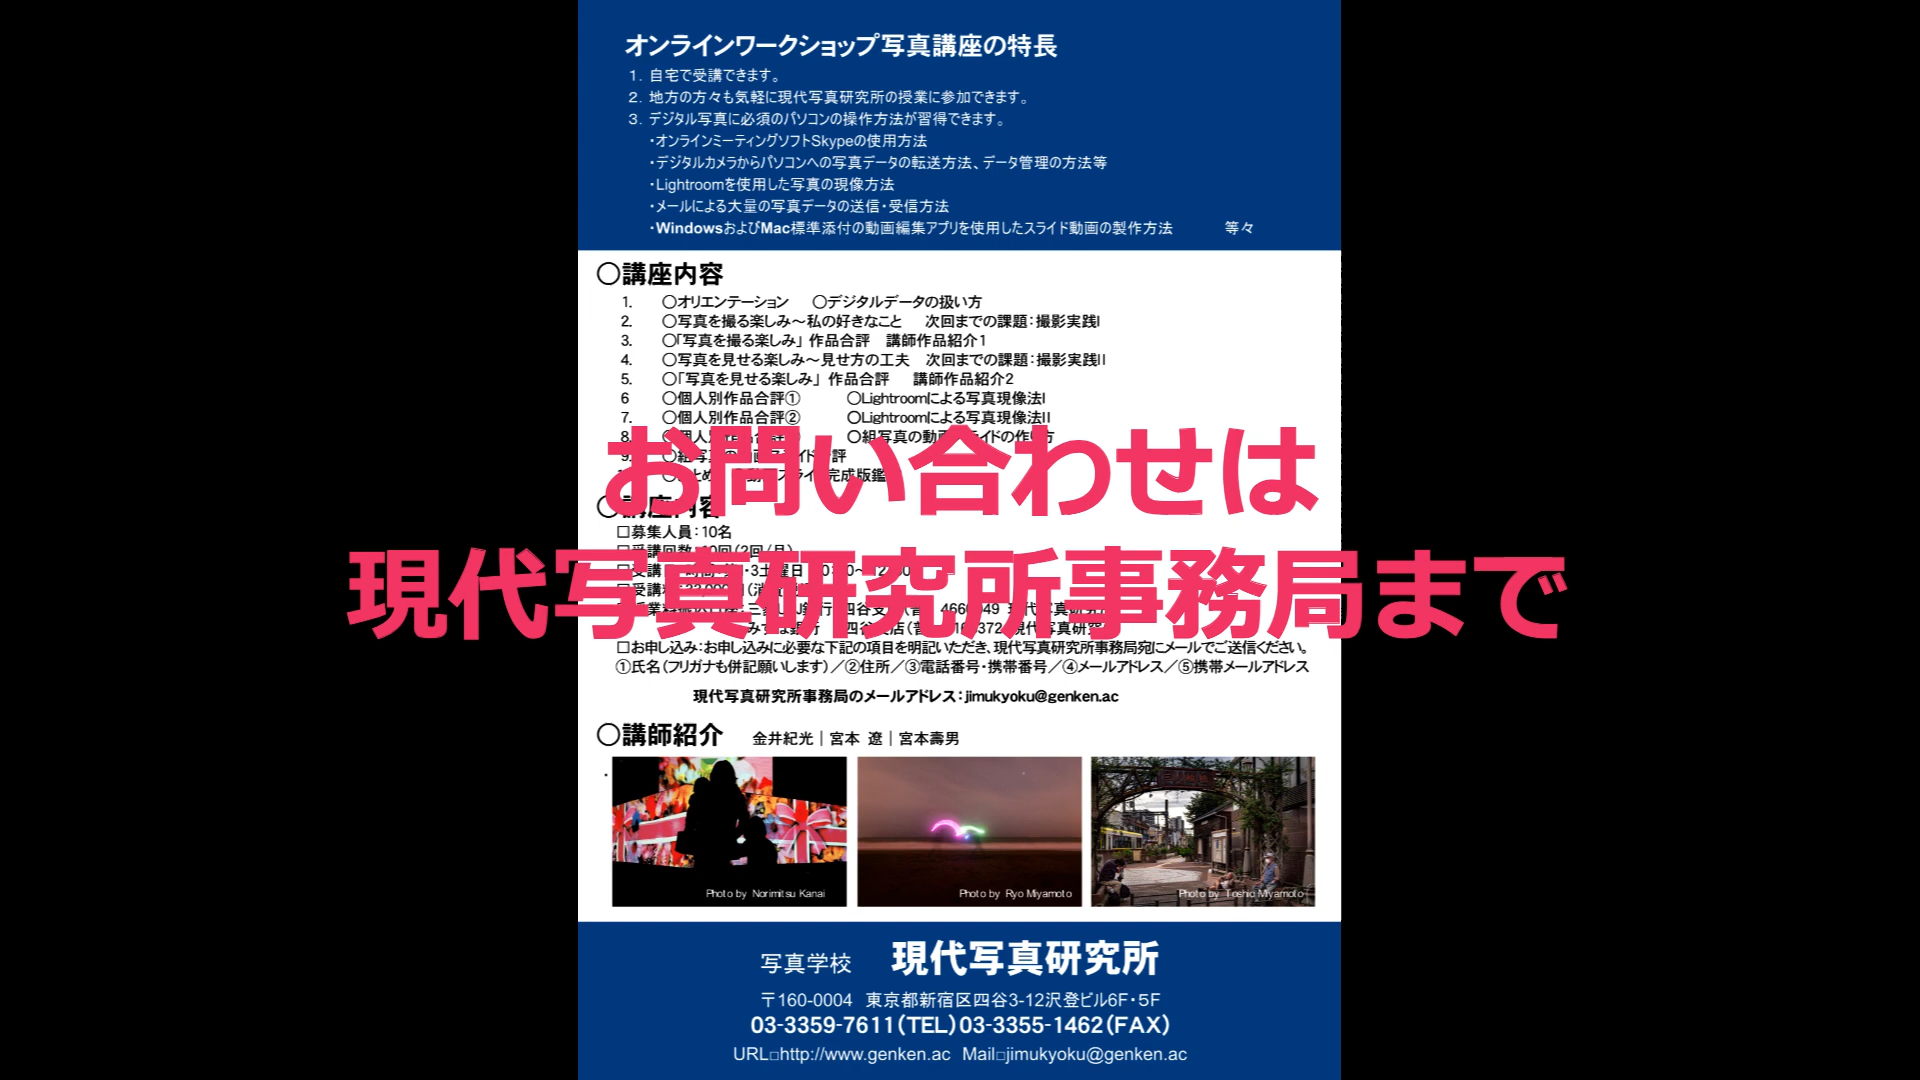 オンラインワークショップ写真講座の特長
1. 自宅で受講できます。
2. 地方の方々も気軽に現代写真研究所の授業に参加できます。
3. デジタル写真に必須のパソコンの操作方法が習得できます。
・オンラインミーティングソフトSkypeの使用方法
・デジタルカメラからパソコンへの写真データの転送方法、データ管理の方法等
・Lightroomを使用した写真の現像方法
・メールによる大量の写真データの送信・受信方法
・WindowsおよびMac標準添付の動画編集アプリを使用したスライド動画の製作方法 等々
〇講座内容
1. 〇オリエンテーション 〇デジタルデータの扱い方
2. 〇写真を撮る楽しみ～私の好きなこと 次回までの課題：撮影実践I
3. 〇「写真を撮る楽しみ」 作品合評 講師作品紹介1
4. 〇写真を見せる楽しみ～見せ方の工夫 次回までの課題：撮影実践II
5. 〇「写真を見せる楽しみ」 作品合評 講師作品紹介2
6 〇個人別作品合評① 〇Lightroomによる写真現像法I
7. 〇個人別作品合評② 〇Lightroomによる写真現像法II
8. 〇組写真の動画
9.
お問い合わせは
〇講座内容
□募集人員：10名
現代写真研究所事務局まで
□お申し込み：お申し込みに必要な下記の項目を明記いただき、現代写真研究所事務局宛にメールでご送信ください。
①氏名（フリガナも併記願いします）／②住所／③電話番号・携帯番号／④メールアドレス／⑤携帯メールアドレス
現代写真研究所事務局のメールアドレス：jimukyoku@genken.ac
〇講師紹介 金井紀光｜宮本 遼｜宮本壽男
Photo by Norimitsu Kanai
Photo by Ryo Miyamoto
Photo by Toshio Miyamoto
写真学校 現代写真研究所
〒160-0004 東京都新宿区四谷3-12沢登ビル6F・5F
03-3359-7611（TEL）03-3355-1462（FAX）
URL□http://www.genken.ac Mail□jimukyoku@genken.ac